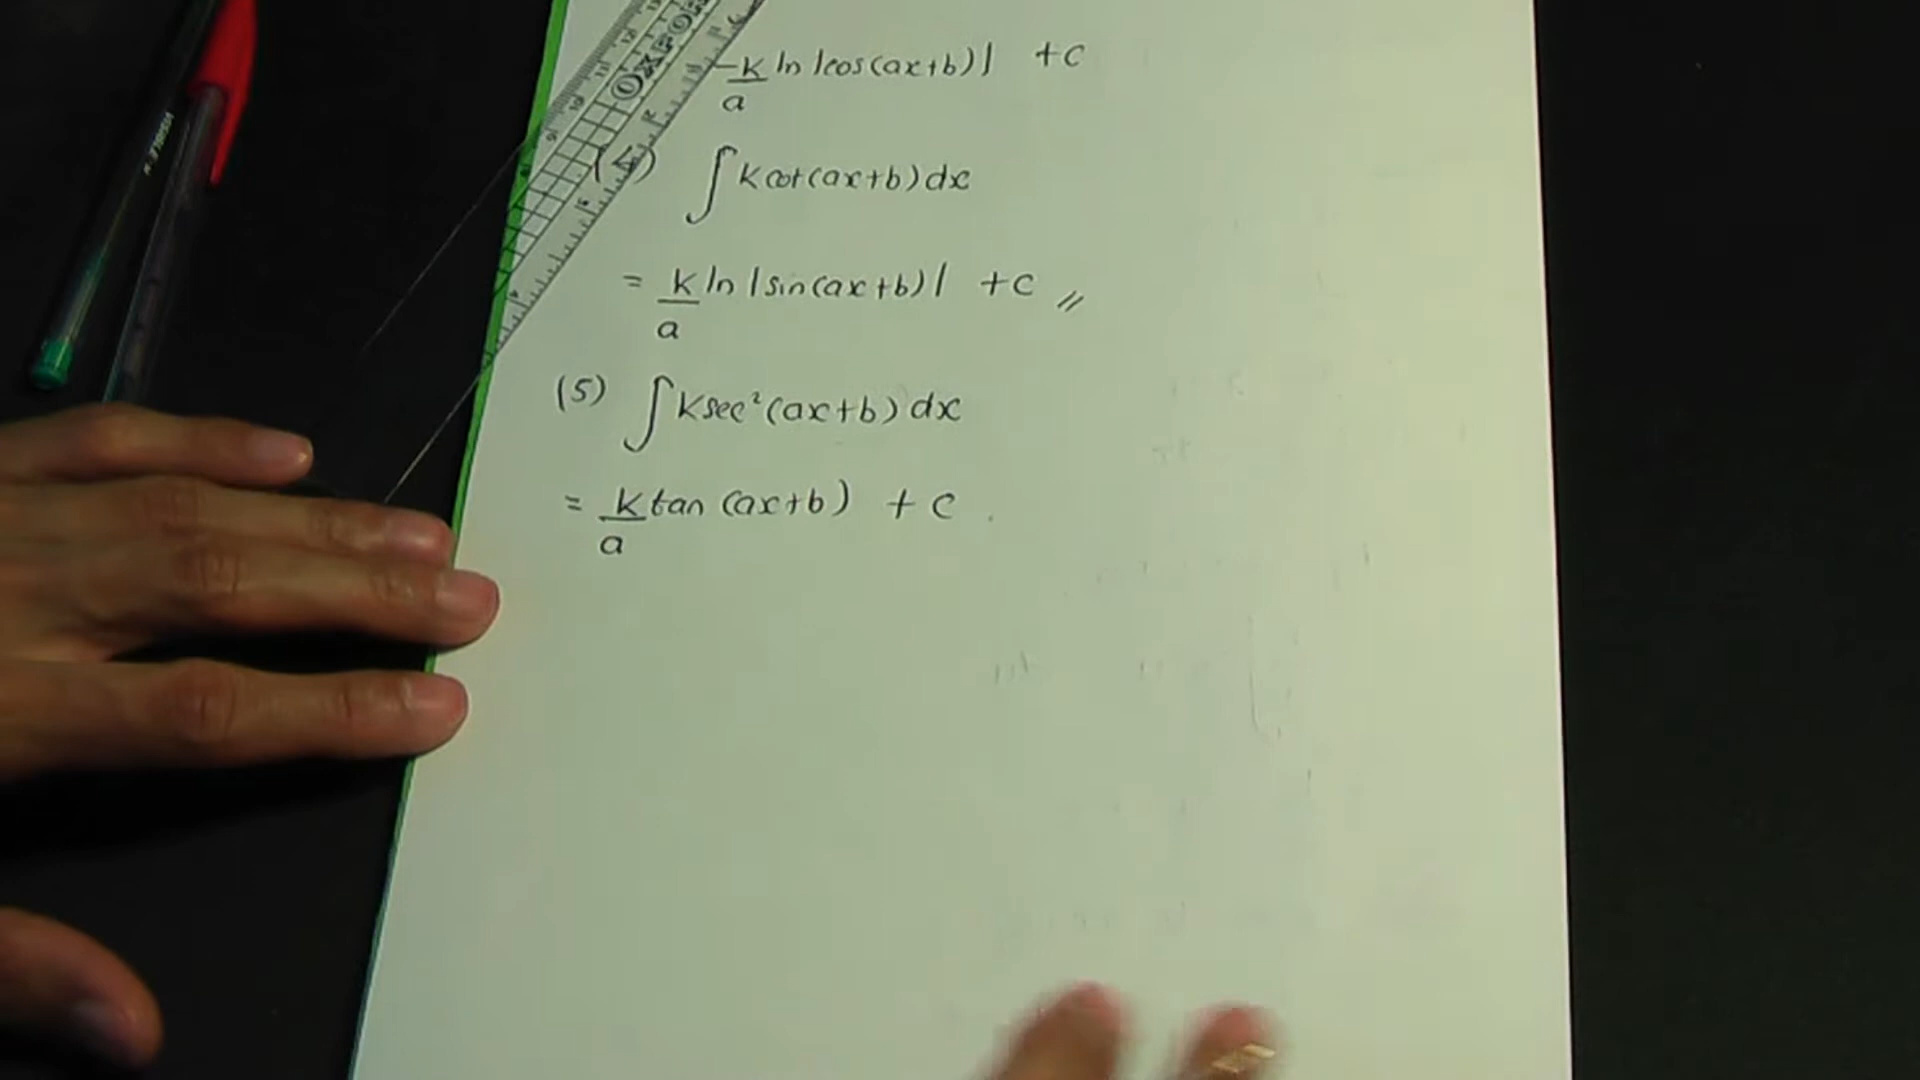 -k/a ln |cos(ax+b)| +c
(4) ∫ k cot(ax+b) dx
= k/a ln |sin(ax+b)| +c //
(5) ∫ k sec²(ax+b) dx
= k/a tan (ax+b) + c